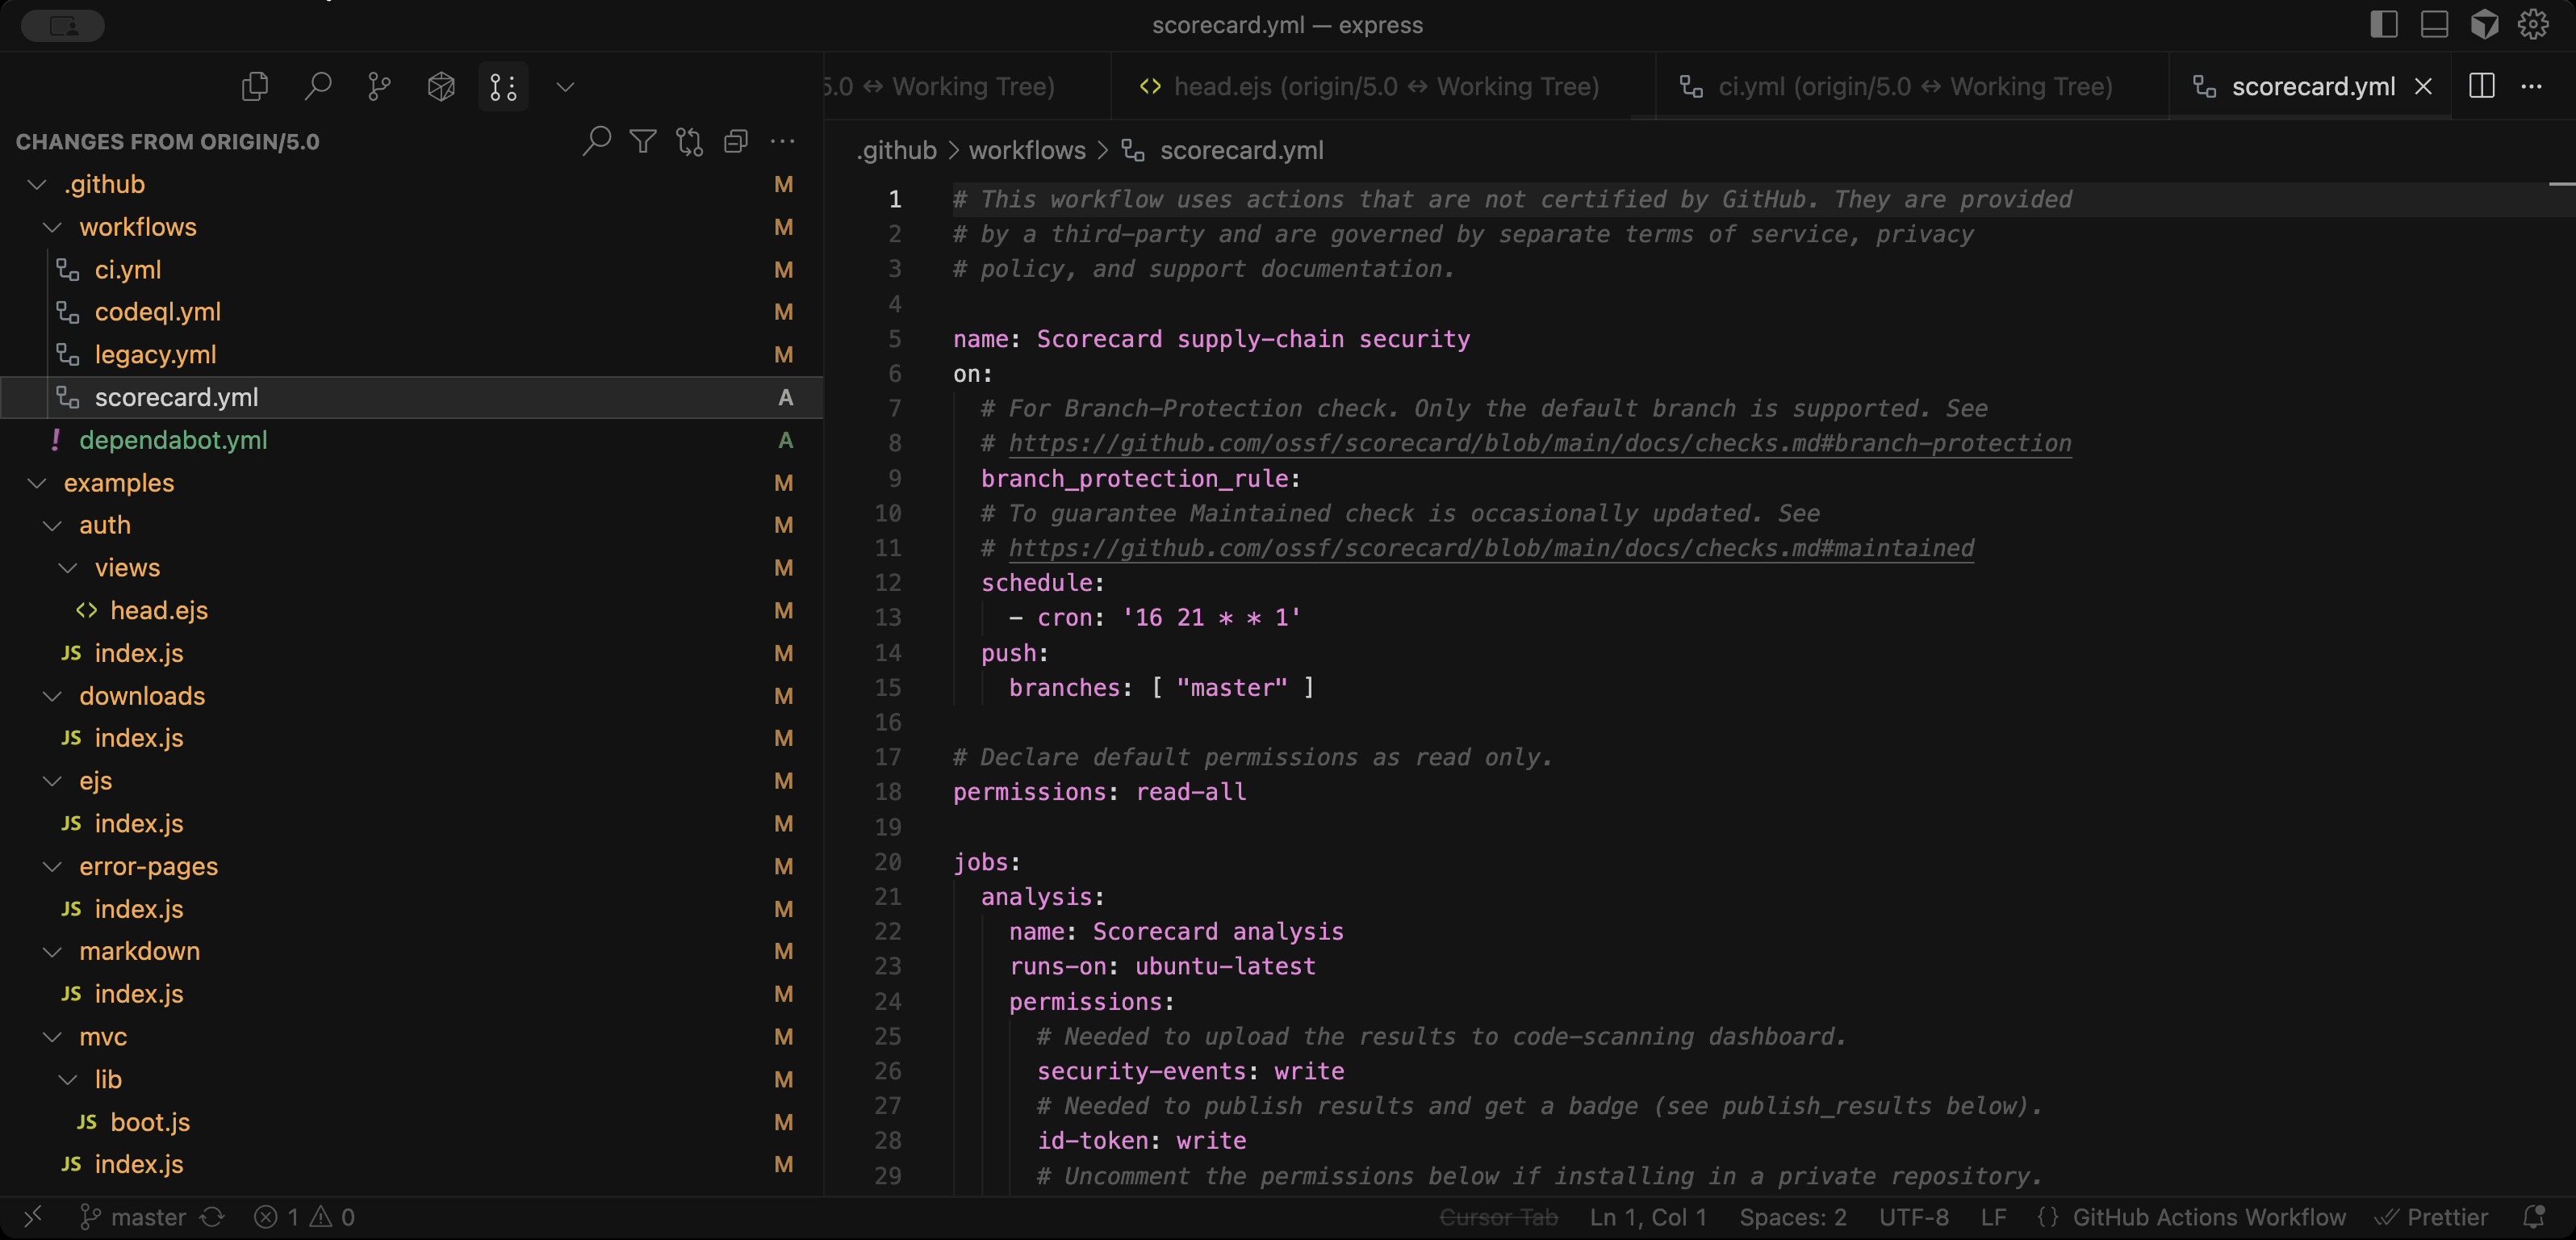 scorecard.yml — express
5.0 ↔ Working Tree)
head.ejs (origin/5.0 ↔ Working Tree)
ci.yml (origin/5.0 ↔ Working Tree)
scorecard.yml
CHANGES FROM ORIGIN/5.0
.github M
workflows M
ci.yml M
codeql.yml M
legacy.yml M
scorecard.yml A
! dependabot.yml A
examples M
auth M
views M
<> head.ejs M
JS index.js M
downloads M
JS index.js M
ejs M
JS index.js M
error-pages M
JS index.js M
markdown M
JS index.js M
mvc M
lib M
JS boot.js M
JS index.js M
.github > workflows > scorecard.yml
1 # This workflow uses actions that are not certified by GitHub. They are provided
2 # by a third-party and are governed by separate terms of service, privacy
3 # policy, and support documentation.
4
5 name: Scorecard supply-chain security
6 on:
7 # For Branch-Protection check. Only the default branch is supported. See
8 # https://github.com/ossf/scorecard/blob/main/docs/checks.md#branch-protection
9 branch_protection_rule:
10 # To guarantee Maintained check is occasionally updated. See
11 # https://github.com/ossf/scorecard/blob/main/docs/checks.md#maintained
12 schedule:
13 - cron: '16 21 * * 1'
14 push:
15 branches: [ "master" ]
16
17 # Declare default permissions as read only.
18 permissions: read-all
19
20 jobs:
21 analysis:
22 name: Scorecard analysis
23 runs-on: ubuntu-latest
24 permissions:
25 # Needed to upload the results to code-scanning dashboard.
26 security-events: write
27 # Needed to publish results and get a badge (see publish_results below).
28 id-token: write
29 # Uncomment the permissions below if installing in a private repository.
master 1 0
Cursor Tab Ln 1, Col 1 Spaces: 2 UTF-8 LF {} GitHub Actions Workflow Prettier